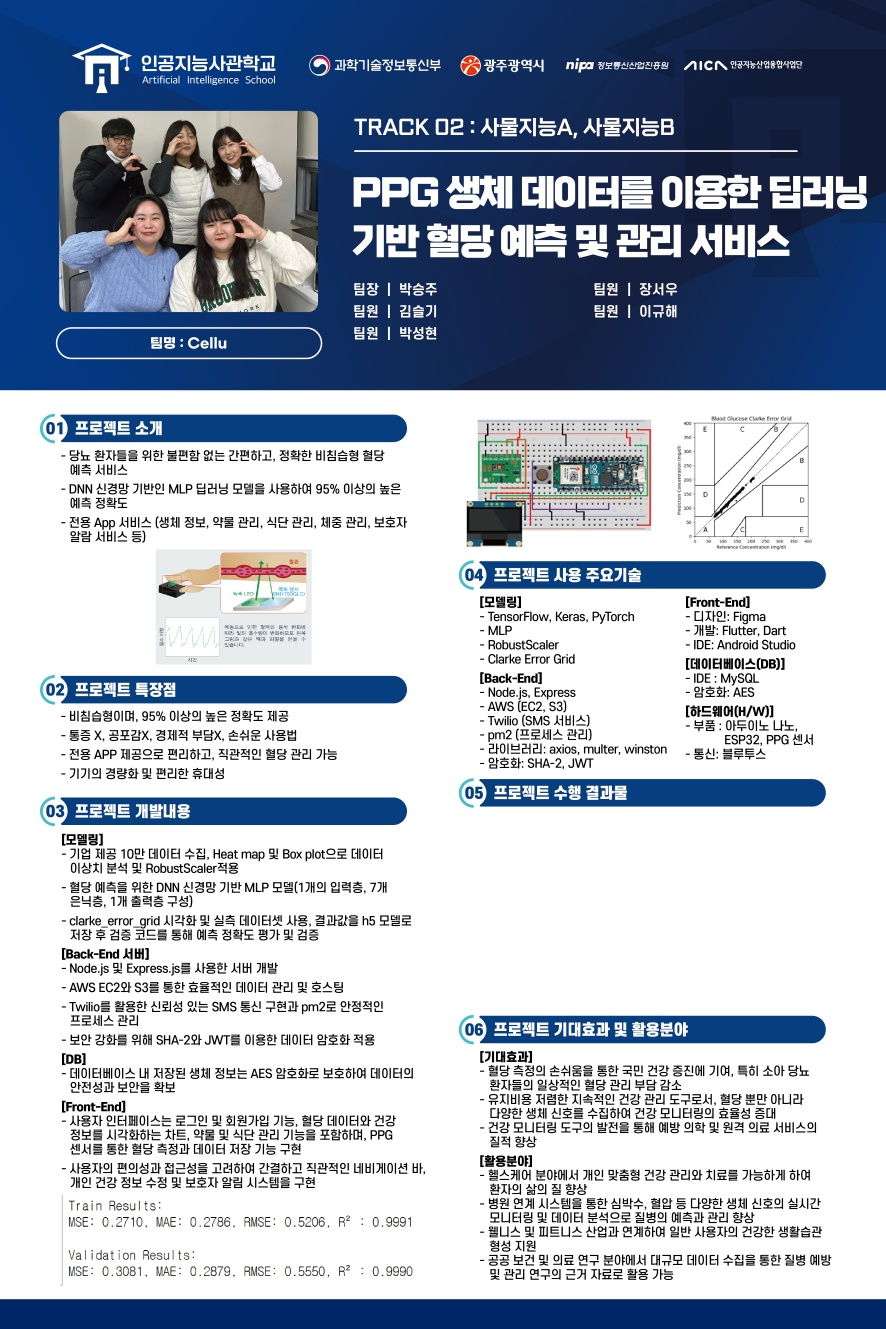 인공지능사관학교
Artificial Intelligence School
과학기술정보통신부
광주광역시
nipa 정보통신산업진흥원
AICA 인공지능산업융합사업단
TRACK 02 : 사물지능A, 사물지능B
PPG 생체 데이터를 이용한 딥러닝
기반 혈당 예측 및 관리 서비스
팀장 | 박승주
팀원 | 장서우
팀원 | 김슬기
팀원 | 이규해
팀원 | 박성현
BROOKLYN
팀명 : Cellu
01 프로젝트 소개
- 당뇨 환자들을 위한 불편함 없는 간편하고, 정확한 비침습형 혈당
예측 서비스
- DNN 신경망 기반인 MLP 딥러닝 모델을 사용하여 95% 이상의 높은
예측 정확도
- 전용 App 서비스 (생체 정보, 약물 관리, 식단 관리, 체중 관리, 보호자
알람 서비스 등)
녹색 LED
시간
02 프로젝트 특장점
- 비침습형이며, 95% 이상의 높은 정확도 제공
- 통증 X, 공포감X, 경제적 부담X, 손쉬운 사용법
- 전용 APP 제공으로 편리하고, 직관적인 혈당 관리 가능
- 기기의 경량화 및 편리한 휴대성
03 프로젝트 개발내용
[모델링]
- 기업 제공 10만 데이터 수집, Heat map 및 Box plot으로 데이터
이상치 분석 및 RobustScaler적용
- 혈당 예측을 위한 DNN 신경망 기반 MLP 모델(1개의 입력층, 7개
은닉층, 1개 출력층 구성)
- clarke_error_grid 시각화 및 실측 데이터셋 사용, 결과값을 h5 모델로
저장 후 검증 코드를 통해 예측 정확도 평가 및 검증
[Back-End 서버]
- Node.js 및 Express.js를 사용한 서버 개발
- AWS EC2와 S3를 통한 효율적인 데이터 관리 및 호스팅
- Twilio를 활용한 신뢰성 있는 SMS 통신 구현과 pm2로 안정적인
프로세스 관리
- 보안 강화를 위해 SHA-2와 JWT를 이용한 데이터 암호화 적용
[DB]
- 데이터베이스 내 저장된 생체 정보는 AES 암호화로 보호하여 데이터의
안전성과 보안을 확보
[Front-End]
- 사용자 인터페이스는 로그인 및 회원가입 기능, 혈당 데이터와 건강
정보를 시각화하는 차트, 약물 및 식단 관리 기능을 포함하며, PPG
센서를 통한 혈당 측정과 데이터 저장 기능 구현
- 사용자의 편의성과 접근성을 고려하여 간결하고 직관적인 네비게이션 바,
개인 건강 정보 수정 및 보호자 알림 시스템을 구현
Train Results:
MSE: 0.2710, MAE: 0.2786, RMSE: 0.5206, R² : 0.9991
Validation Results:
MSE: 0.3081, MAE: 0.2879, RMSE: 0.5550, R² : 0.9990
Blood Glucose Clarke Error Grid
Prediction Concentration (mg/dl)
400
350
300
250
200
150
100
50
0
E
C
B
B
D
D
A
C
E
0 50 100 150 200 250 300 350 400
Reference Concentration (mg/dl)
04 프로젝트 사용 주요기술
[모델링]
- TensorFlow, Keras, PyTorch
- MLP
- RobustScaler
- Clarke Error Grid
[Back-End]
- Node.js, Express
- AWS (EC2, S3)
- Twilio (SMS 서비스)
- pm2 (프로세스 관리)
- 라이브러리: axios, multer, winston
- 암호화: SHA-2, JWT
[Front-End]
- 디자인: Figma
- 개발: Flutter, Dart
- IDE: Android Studio
[데이터베이스(DB)]
- IDE : MySQL
- 암호화: AES
[하드웨어(H/W)]
- 부품 : 아두이노 나노,
ESP32, PPG 센서
- 통신: 블루투스
05 프로젝트 수행 결과물
06 프로젝트 기대효과 및 활용분야
[기대효과]
- 혈당 측정의 손쉬움을 통한 국민 건강 증진에 기여, 특히 소아 당뇨
환자들의 일상적인 혈당 관리 부담 감소
- 유지비용 저렴한 지속적인 건강 관리 도구로서, 혈당 뿐만 아니라
다양한 생체 신호를 수집하여 건강 모니터링의 효율성 증대
- 건강 모니터링 도구의 발전을 통해 예방 의학 및 원격 의료 서비스의
질적 향상
[활용분야]
- 헬스케어 분야에서 개인 맞춤형 건강 관리와 치료를 가능하게 하여
환자의 삶의 질 향상
- 병원 연계 시스템을 통한 심박수, 혈압 등 다양한 생체 신호의 실시간
모니터링 및 데이터 분석으로 질병의 예측과 관리 향상
- 웰니스 및 피트니스 산업과 연계하여 일반 사용자의 건강한 생활습관
형성 지원
- 공공 보건 및 의료 연구 분야에서 대규모 데이터 수집을 통한 질병 예방
및 관리 연구의 근거 자료로 활용 가능